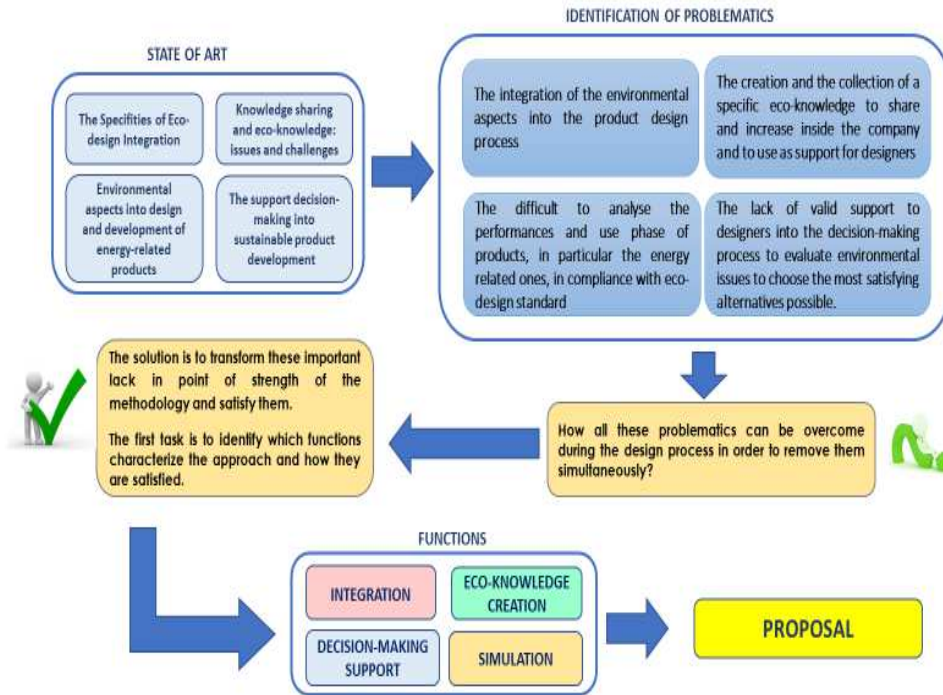 STATE OF ART
The Specifities of Eco-
design Integration
Knowledge sharing
and eco-knowledge:
issues and challenges
Environmental
aspects into design
and development of
energy-related
products
The support decision-
making into
sustainable product
development
IDENTIFICATION OF PROBLEMATICS
The integration of the environmental
aspects into the product design
process
The creation and the collection of a
specific eco-knowledge to share
and increase inside the company
and to use as support for designers
The difficult to analyse the
performances and use phase of
products, in particular the energy
related ones, in compliance with eco-
design standard
The lack of valid support to
designers into the decision-making
process to evaluate environmental
issues to choose the most satisfying
alternatives possible.
How all these problematics can be overcome
during the design process in order to remove them
simultaneously?
The solution is to transform these important
lack in point of strength of the
methodology and satisfy them.
The first task is to identify which functions
characterize the approach and how they
are satisfied.
FUNCTIONS
INTEGRATION
ECO-KNOWLEDGE
CREATION
DECISION-MAKING
SUPPORT
SIMULATION
PROPOSAL